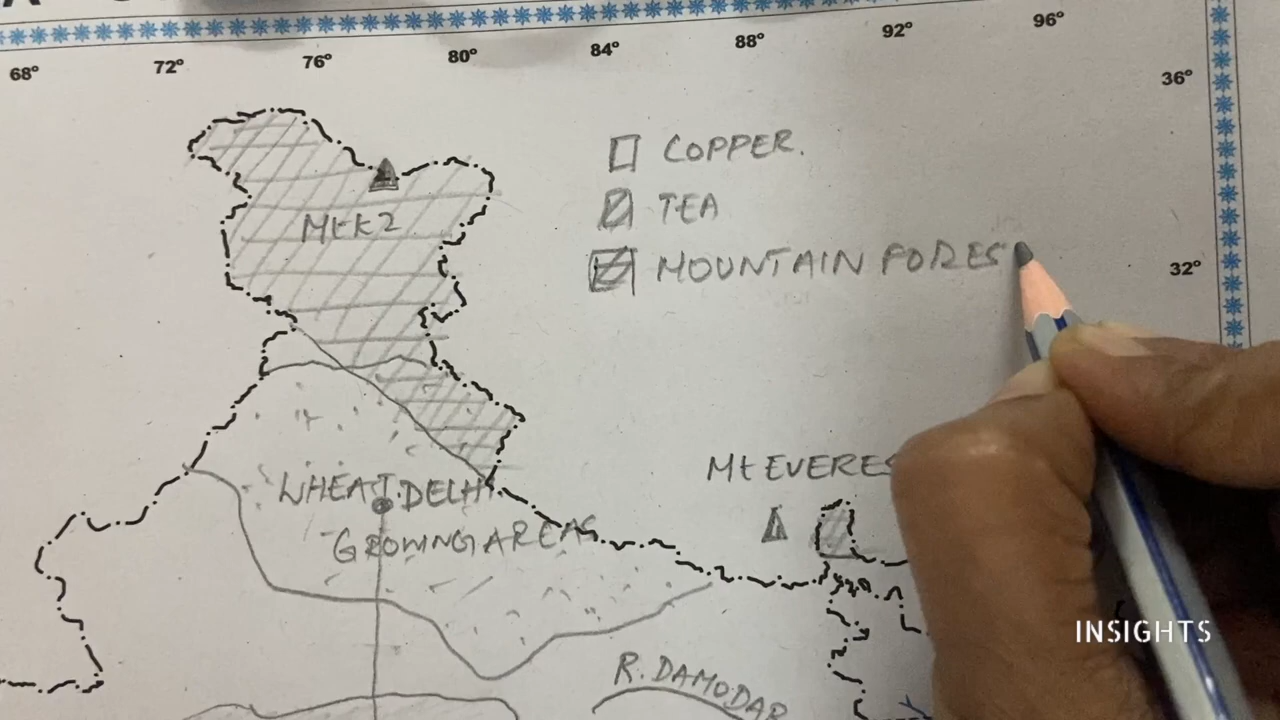 68° 72° 76° 80° 84° 88° 92° 96°
36°
COPPER.
TEA
Mt K2
MOUNTAIN FORES
32°
Mt EVERES
WHEAT DELHI
GROWING AREAS
INSIGHTS
R. DAMODAR